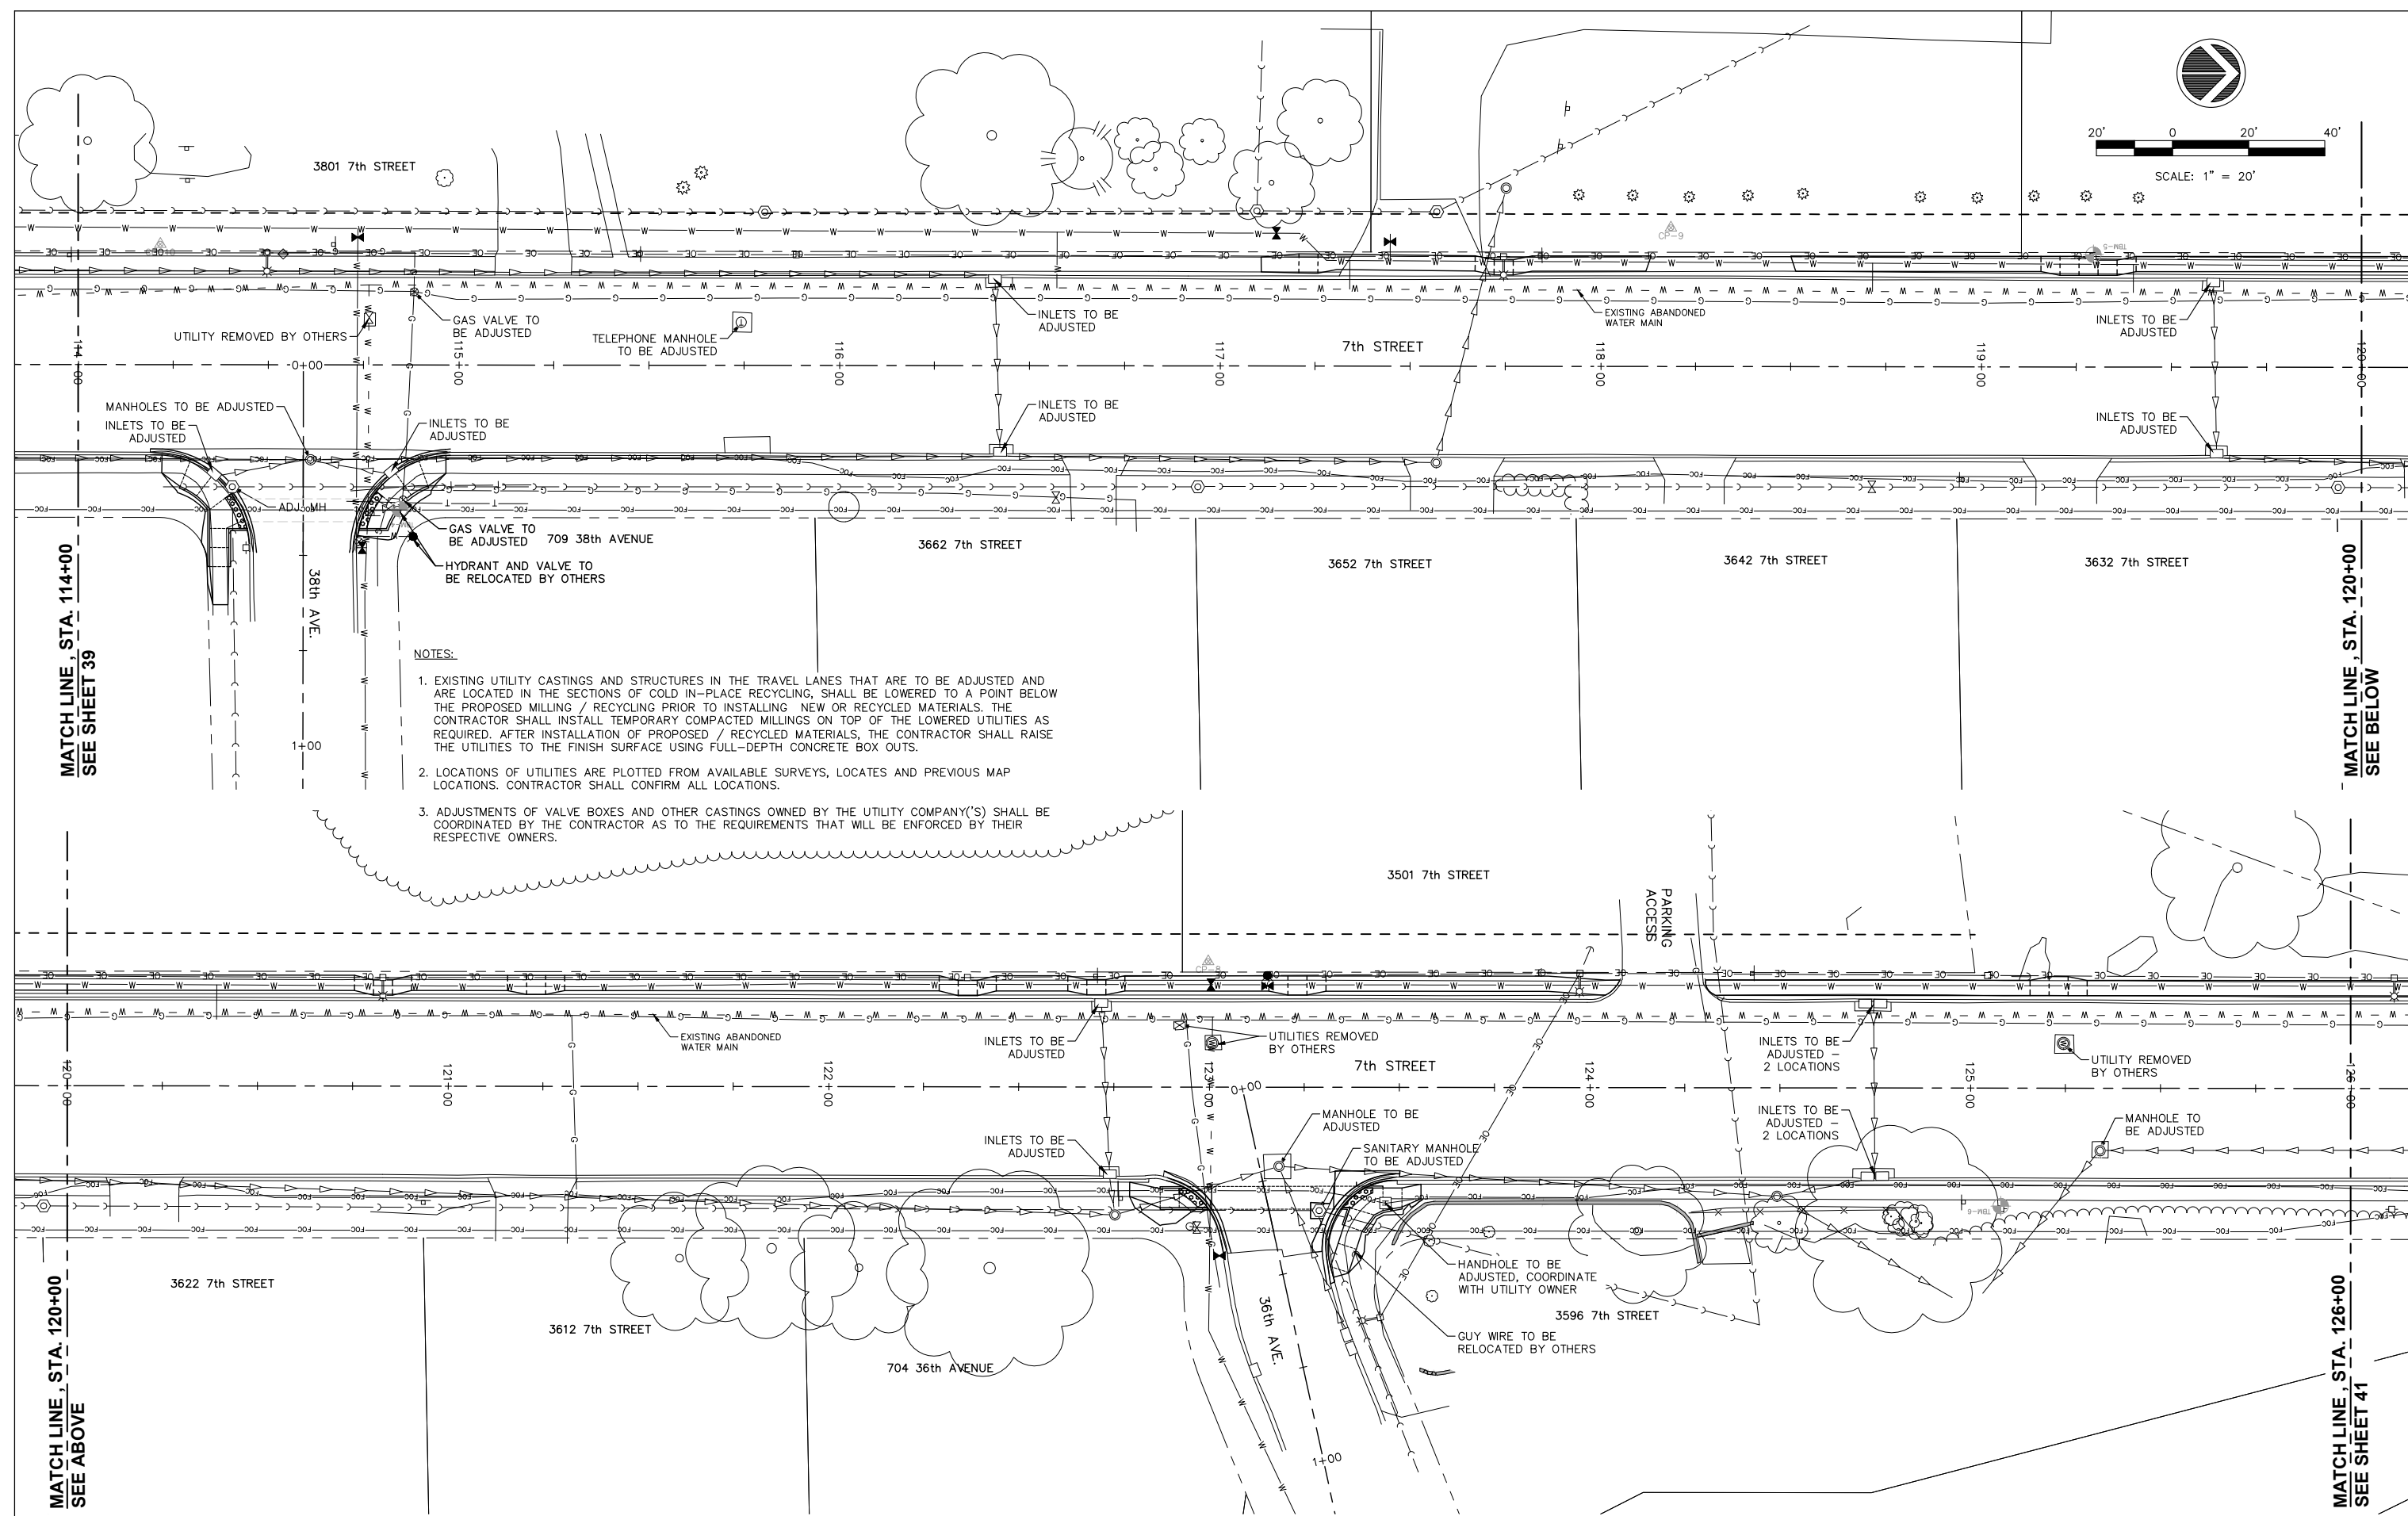 20' 0 20' 40'
SCALE: 1" = 20'
3801 7th STREET
CP-10
CP-9
TBM-5
GAS VALVE TO
BE ADJUSTED
UTILITY REMOVED BY OTHERS
TELEPHONE MANHOLE
TO BE ADJUSTED
INLETS TO BE
ADJUSTED
EXISTING ABANDONED
WATER MAIN
INLETS TO BE
ADJUSTED
7th STREET
114+00
0+00
115+00
116+00
117+00
118+00
119+00
120+00
MANHOLES TO BE ADJUSTED
INLETS TO BE
ADJUSTED
INLETS TO BE
ADJUSTED
INLETS TO BE
ADJUSTED
INLETS TO BE
ADJUSTED
ADJ. MH
GAS VALVE TO
BE ADJUSTED
709 38th AVENUE
HYDRANT AND VALVE TO
BE RELOCATED BY OTHERS
3662 7th STREET
3652 7th STREET
3642 7th STREET
3632 7th STREET
38th AVE.
1+00
MATCH LINE , STA. 114+00
SEE SHEET 39
MATCH LINE , STA. 120+00
SEE BELOW
NOTES:
1. EXISTING UTILITY CASTINGS AND STRUCTURES IN THE TRAVEL LANES THAT ARE TO BE ADJUSTED AND
ARE LOCATED IN THE SECTIONS OF COLD IN-PLACE RECYCLING, SHALL BE LOWERED TO A POINT BELOW
THE PROPOSED MILLING / RECYCLING PRIOR TO INSTALLING NEW OR RECYCLED MATERIALS. THE
CONTRACTOR SHALL INSTALL TEMPORARY COMPACTED MILLINGS ON TOP OF THE LOWERED UTILITIES AS
REQUIRED. AFTER INSTALLATION OF PROPOSED / RECYCLED MATERIALS, THE CONTRACTOR SHALL RAISE
THE UTILITIES TO THE FINISH SURFACE USING FULL-DEPTH CONCRETE BOX OUTS.
2. LOCATIONS OF UTILITIES ARE PLOTTED FROM AVAILABLE SURVEYS, LOCATES AND PREVIOUS MAP
LOCATIONS. CONTRACTOR SHALL CONFIRM ALL LOCATIONS.
3. ADJUSTMENTS OF VALVE BOXES AND OTHER CASTINGS OWNED BY THE UTILITY COMPANY('S) SHALL BE
COORDINATED BY THE CONTRACTOR AS TO THE REQUIREMENTS THAT WILL BE ENFORCED BY THEIR
RESPECTIVE OWNERS.
3501 7th STREET
PARKING
ACCESS
CP-8
EXISTING ABANDONED
WATER MAIN
INLETS TO BE
ADJUSTED
UTILITIES REMOVED
BY OTHERS
7th STREET
INLETS TO BE
ADJUSTED -
2 LOCATIONS
UTILITY REMOVED
BY OTHERS
120+00
121+00
122+00
123+00
0+00
124+00
125+00
126+00
INLETS TO BE
ADJUSTED
MANHOLE TO BE
ADJUSTED
SANITARY MANHOLE
TO BE ADJUSTED
INLETS TO BE
ADJUSTED -
2 LOCATIONS
MANHOLE TO
BE ADJUSTED
TBM-6
HANDHOLE TO BE
ADJUSTED, COORDINATE
WITH UTILITY OWNER
3622 7th STREET
3612 7th STREET
704 36th AVENUE
3596 7th STREET
GUY WIRE TO BE
RELOCATED BY OTHERS
36th AVE.
1+00
MATCH LINE , STA. 120+00
SEE ABOVE
MATCH LINE , STA. 126+00
SEE SHEET 41